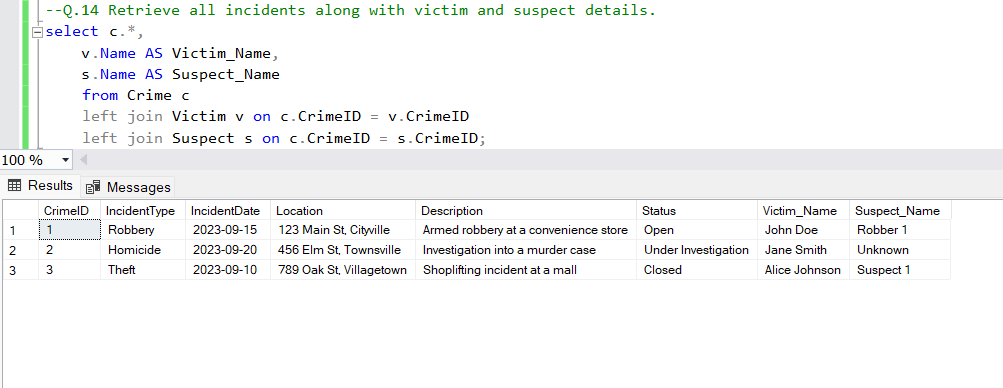 --Q.14 Retrieve all incidents along with victim and suspect details.
select c.*,
v.Name AS Victim_Name,
s.Name AS Suspect_Name
from Crime c
left join Victim v on c.CrimeID = v.CrimeID
left join Suspect s on c.CrimeID = s.CrimeID;
100 %
Results Messages
CrimeID IncidentType IncidentDate Location Description Status Victim_Name Suspect_Name
1 1 Robbery 2023-09-15 123 Main St, Cityville Armed robbery at a convenience store Open John Doe Robber 1
2 2 Homicide 2023-09-20 456 Elm St, Townsville Investigation into a murder case Under Investigation Jane Smith Unknown
3 3 Theft 2023-09-10 789 Oak St, Villagetown Shoplifting incident at a mall Closed Alice Johnson Suspect 1